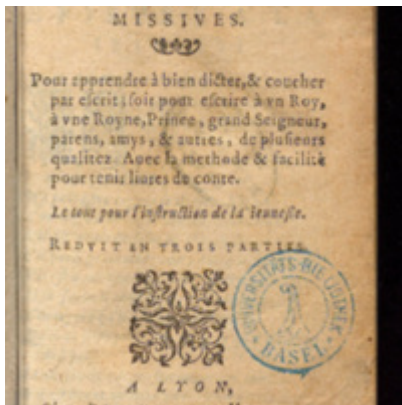 MISSIVES.
Pour apprendre à bien dicter, & coucher
par escrit, soit pour escrire à vn Roy,
à vne Royne, Prince, grand Seigneur,
parens, amys, & autres, de plusieurs
qualitez. Auec la methode & facilité
pour tenir liures de conte.
Le tout pour l'instruction de la ieunesse.
REDVIT EN TROIS PARTIES.
UNIVERSITÄTS-BIBLIOTHEK
BASEL
A LYON,